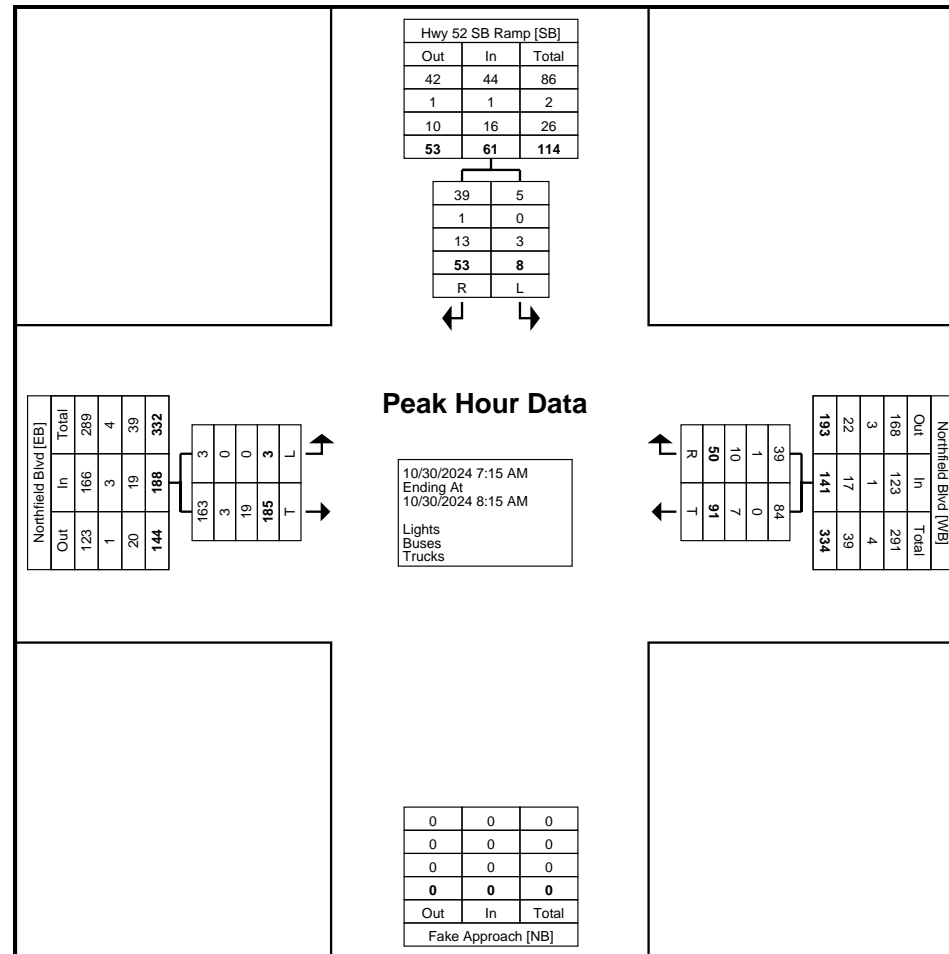 Hwy 52 SB Ramp [SB]
Out In Total
42 44 86
1 1 2
10 16 26
53 61 114
39 5
1 0
13 3
53 8
R L
Peak Hour Data
Northfield Blvd [EB]
Total 289 4 39 332
In 166 3 19 188
Out 123 1 20 144
3 0 0 3 L
163 3 19 185 T
10/30/2024 7:15 AM
Ending At
10/30/2024 8:15 AM
Lights
Buses
Trucks
R 50 10 1 39
T 91 7 0 84
Northfield Blvd [WB]
Out In Total
168 123 291
3 1 4
22 17 39
193 141 334
0 0 0
0 0 0
0 0 0
0 0 0
Out In Total
Fake Approach [NB]